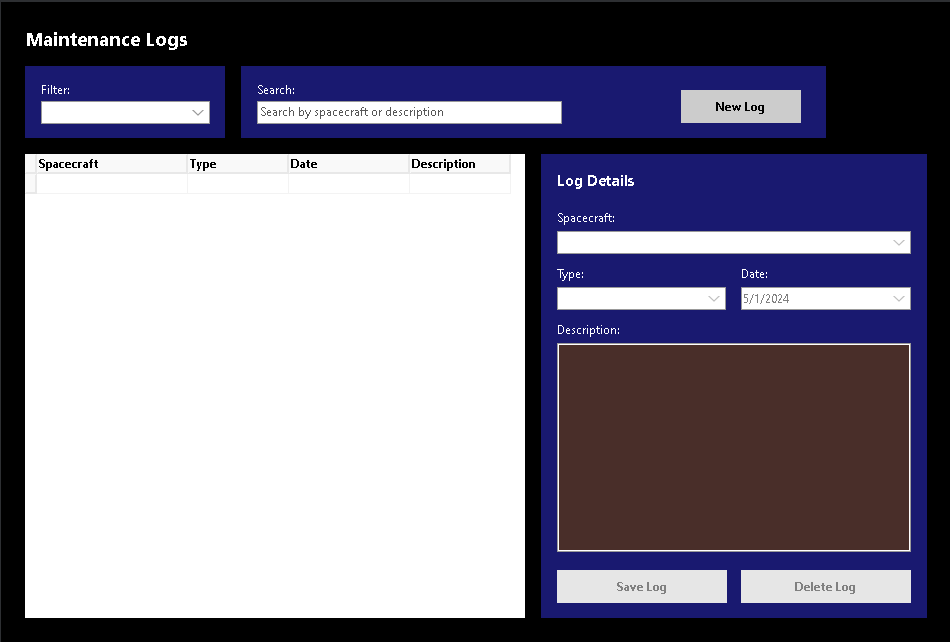 Maintenance Logs
Filter:
Search:
Search by spacecraft or description
New Log
Spacecraft Type Date Description
Log Details
Spacecraft:
Type: Date:
5/1/2024
Description:
Save Log Delete Log